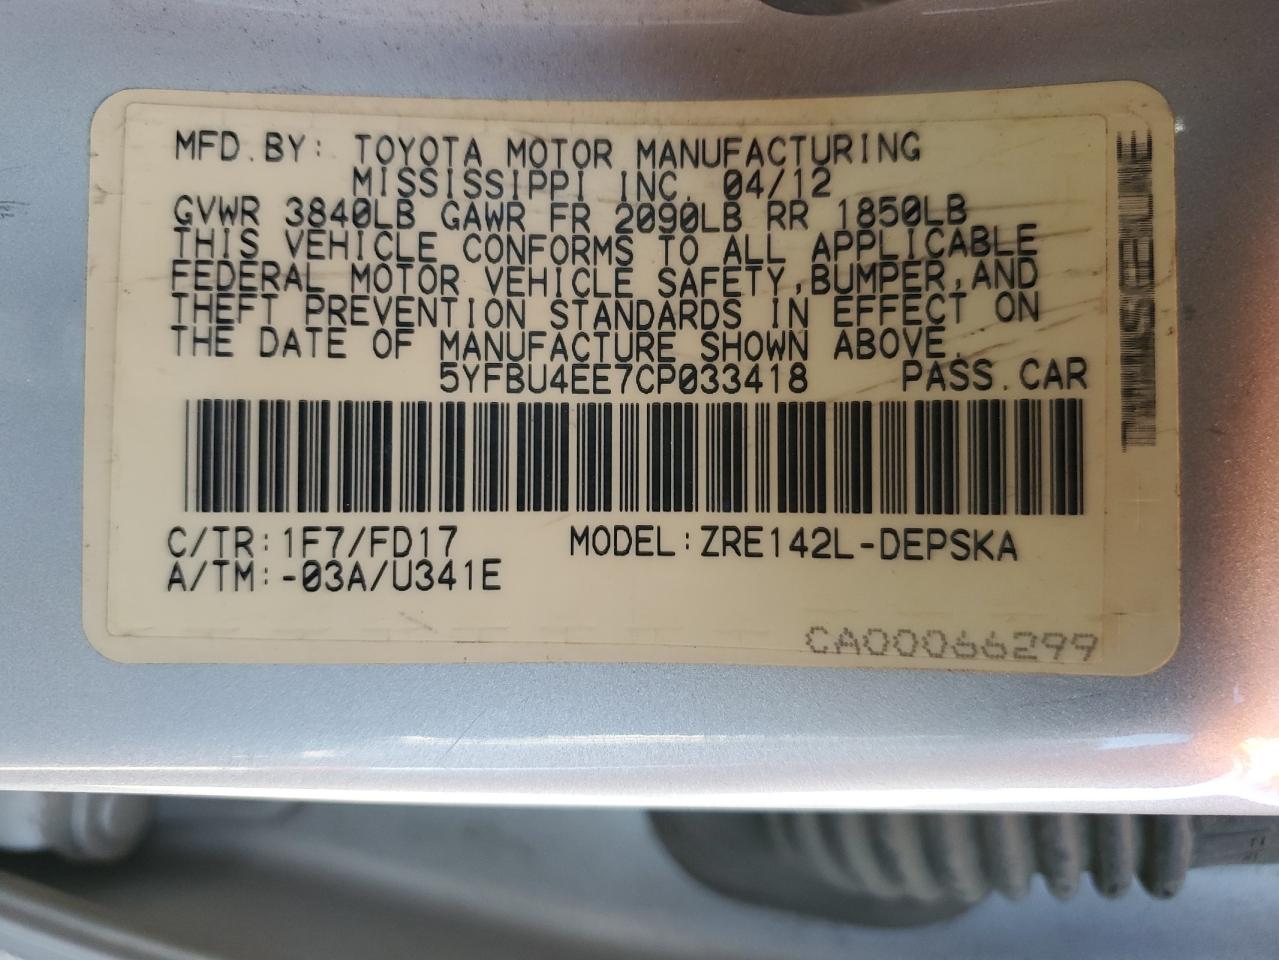 MFD.BY: TOYOTA MOTOR MANUFACTURING
MISSISSIPPI INC. 04/12
GVWR 3840LB GAWR FR 2090LB RR 1850LB
THIS VEHICLE CONFORMS TO ALL APPLICABLE
FEDERAL MOTOR VEHICLE SAFETY,BUMPER,AND
THEFT PREVENTION STANDARDS IN EFFECT ON
THE DATE OF MANUFACTURE SHOWN ABOVE.
5YFBU4EE7CP033418 PASS.CAR
C/TR:1F7/FD17 MODEL:ZRE142L-DEPSKA
A/TM:-03A/U341E
CA00066299